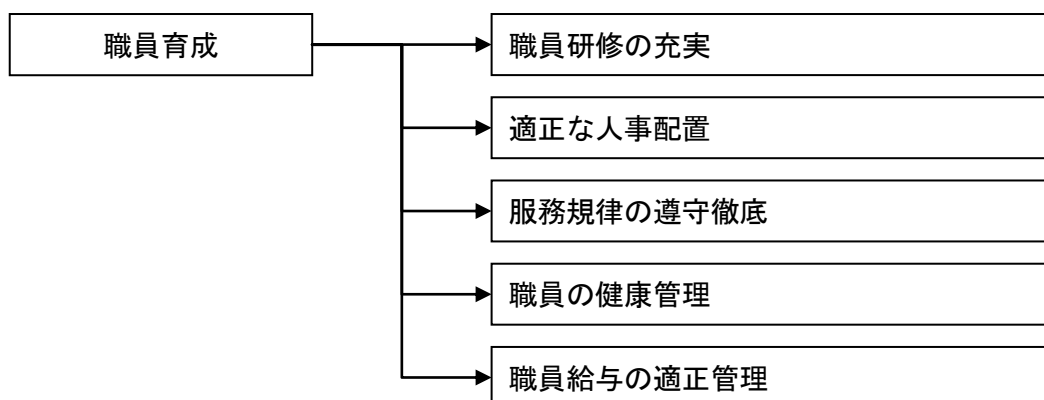 職員育成
職員研修の充実
適正な人事配置
服務規律の遵守徹底
職員の健康管理
職員給与の適正管理